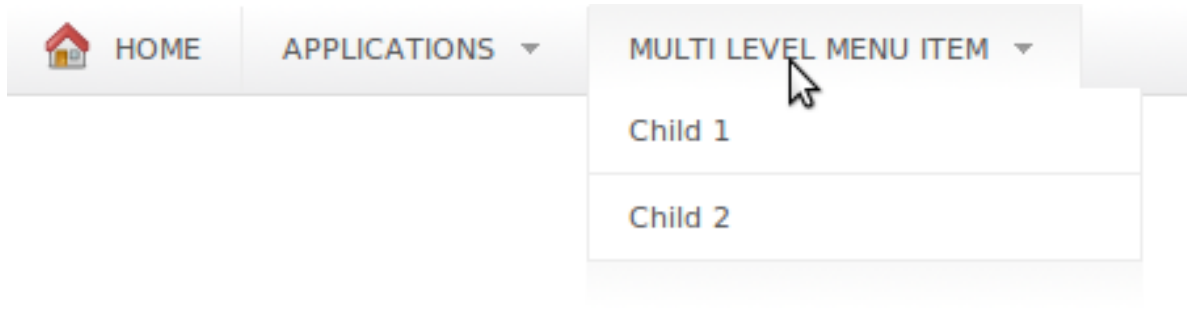 HOME APPLICATIONS MULTI LEVEL MENU ITEM
Child 1
Child 2